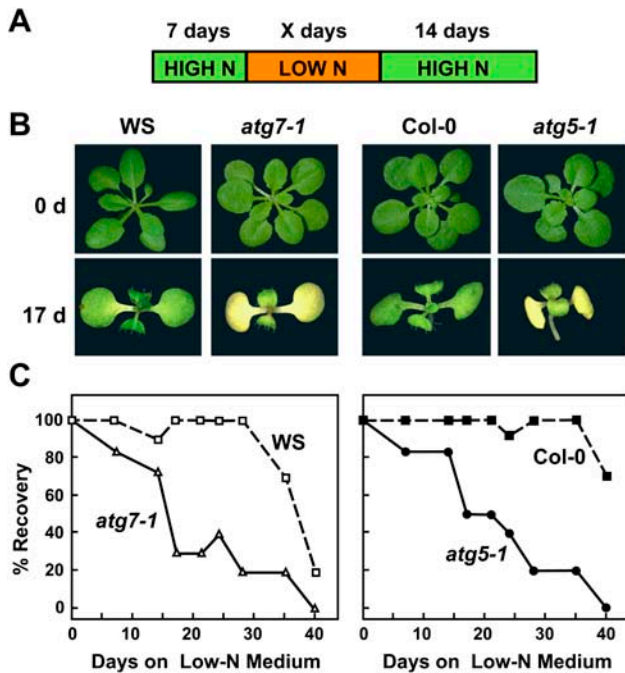 A
7 days X days 14 days
HIGH N LOW N HIGH N
B
WS atg7-1 Col-0 atg5-1
0 d
17 d
C
% Recovery
100
80
60
40
20
0
WS
atg7-1
Col-0
atg5-1
0 10 20 30 40 0 10 20 30 40
Days on Low-N Medium Days on Low-N Medium